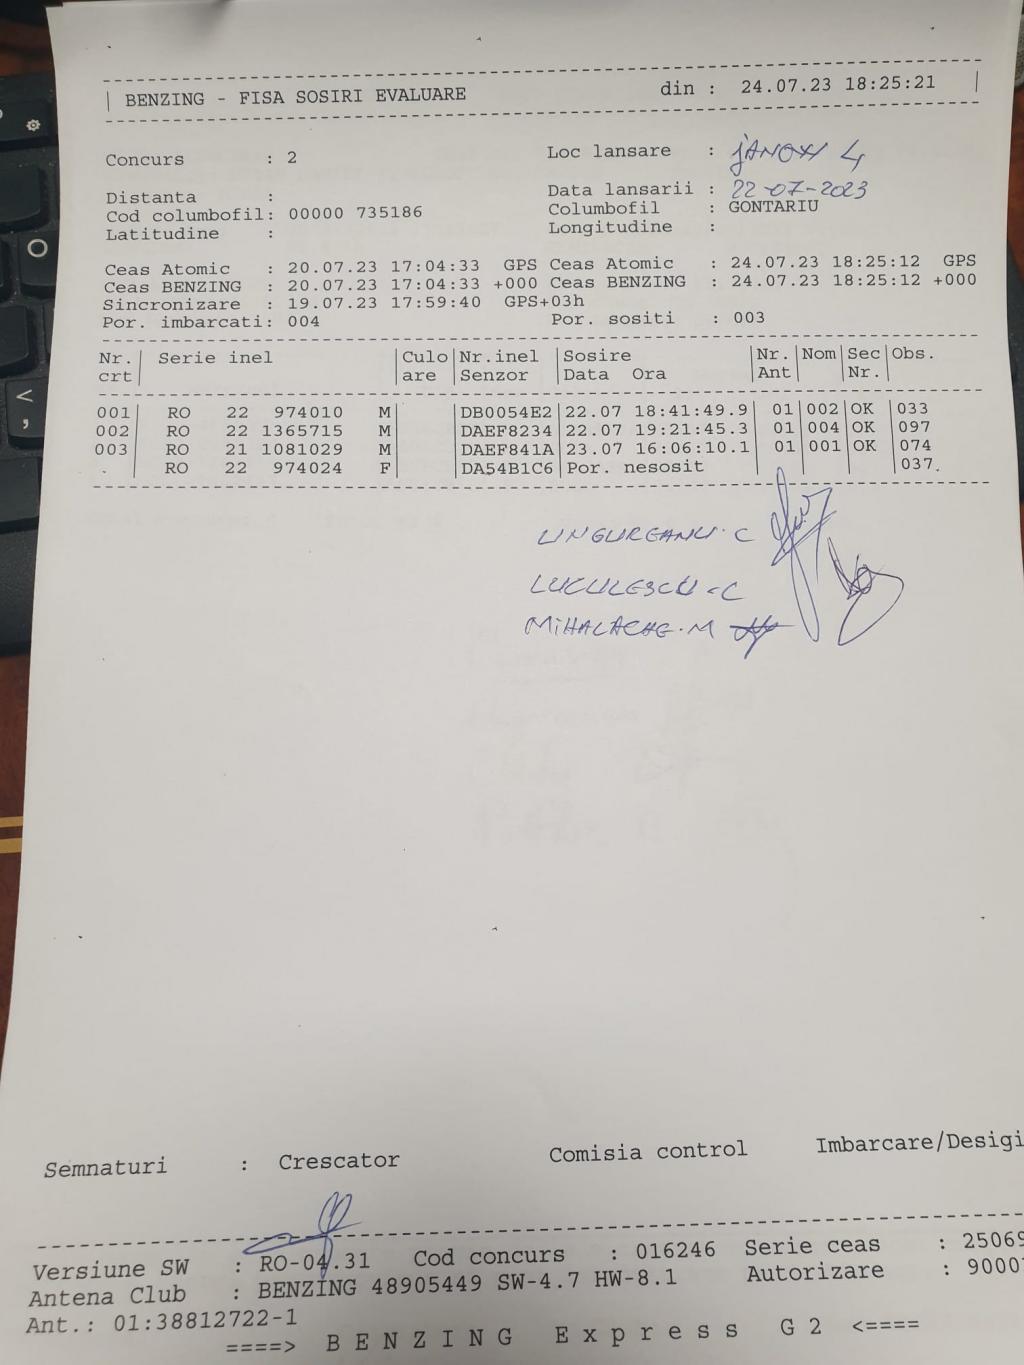 BENZING - FISA SOSIRI EVALUARE din : 24.07.23 18:25:21
Concurs : 2 Loc lansare : JANOXI 4
Distanta : Data lansarii : 22-07-2023
Cod columbofil: 00000 735186 Columbofil : GONTARIU
Latitudine : Longitudine :
Ceas Atomic : 20.07.23 17:04:33 GPS Ceas Atomic : 24.07.23 18:25:12 GPS
Ceas BENZING : 20.07.23 17:04:33 +000 Ceas BENZING : 24.07.23 18:25:12 +000
Sincronizare : 19.07.23 17:59:40 GPS+03h
Por. imbarcati: 004 Por. sositi : 003
Nr. | Serie inel | Culo | Nr.inel | Sosire | Nr. | Nom | Sec | Obs.
crt | are | Senzor | Data Ora | Ant | Nr.
001 | RO 22 974010 M | DB0054E2 | 22.07 18:41:49.9 | 01 | 002 | OK | 033
002 | RO 22 1365715 M | DAEF8234 | 22.07 19:21:45.3 | 01 | 004 | OK | 097
003 | RO 21 1081029 M | DAEF841A | 23.07 16:06:10.1 | 01 | 001 | OK | 074
. RO 22 974024 F | DA54B1C6 | Por. nesosit | 037.
UNGUREANU.C
LUCULESCU-C
MIHALACHE.M
Semnaturi : Crescator Comisia control Imbarcare/Desigi
Versiune SW : RO-04.31 Cod concurs : 016246 Serie ceas : 25069
Antena Club : BENZING 48905449 SW-4.7 HW-8.1 Autorizare : 9000
Ant.: 01:38812722-1
====> B E N Z I N G E x p r e s s G 2 <====